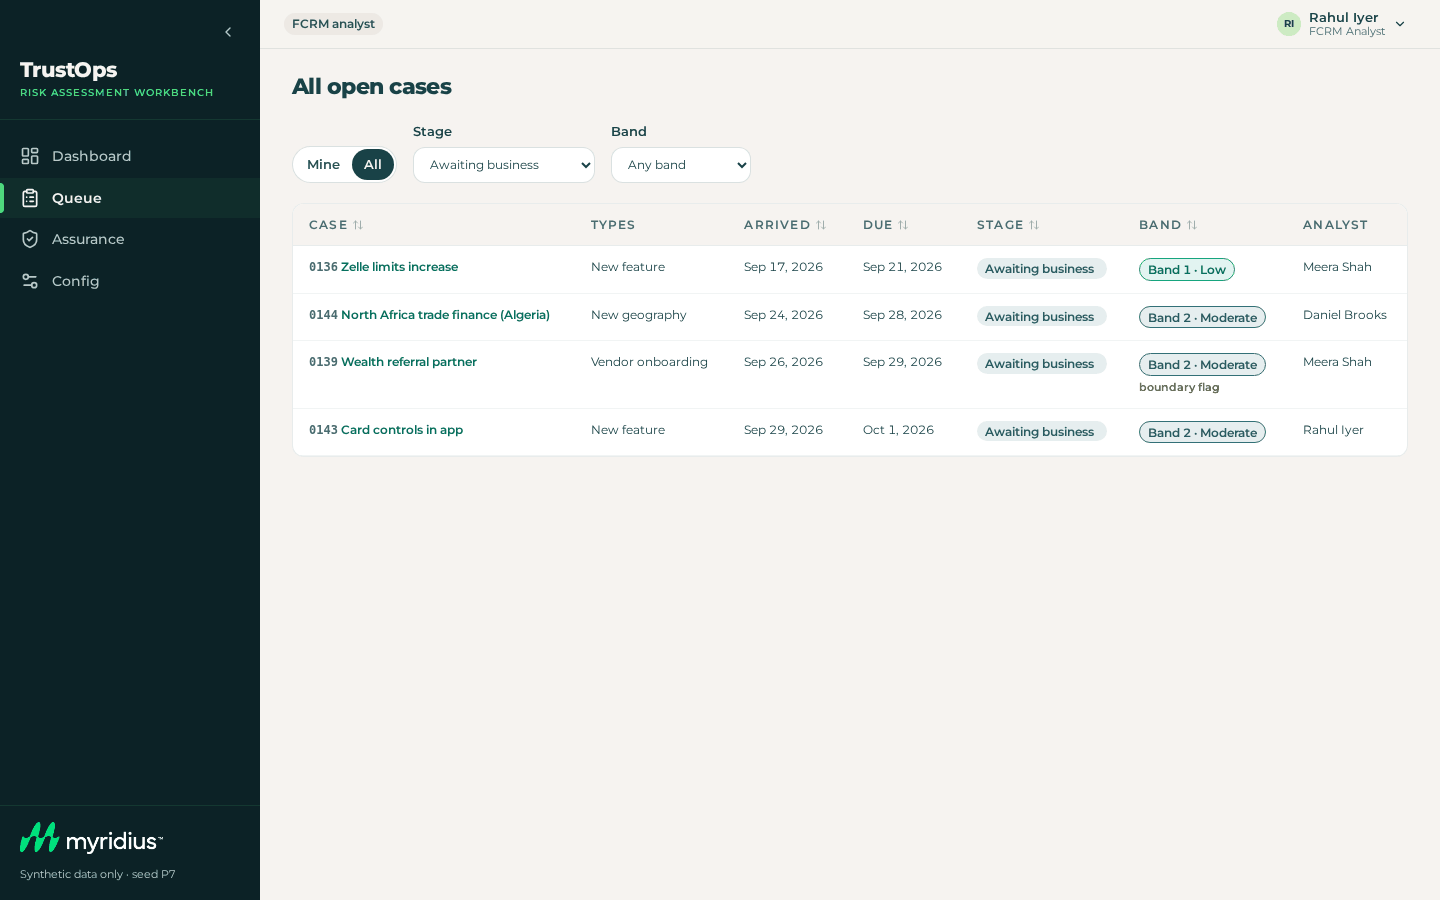 FCRM analyst
RI
Rahul Iyer
FCRM Analyst
TrustOps
RISK ASSESSMENT WORKBENCH
Dashboard
Queue
Assurance
Config
myridius™
Synthetic data only · seed P7
All open cases
Mine
All
Stage
Awaiting business
Band
Any band
CASE TYPES ARRIVED DUE STAGE BAND ANALYST
0136 Zelle limits increase New feature Sep 17, 2026 Sep 21, 2026 Awaiting business Band 1 · Low Meera Shah
0144 North Africa trade finance (Algeria) New geography Sep 24, 2026 Sep 28, 2026 Awaiting business Band 2 · Moderate Daniel Brooks
0139 Wealth referral partner Vendor onboarding Sep 26, 2026 Sep 29, 2026 Awaiting business Band 2 · Moderate Meera Shah
boundary flag
0143 Card controls in app New feature Sep 29, 2026 Oct 1, 2026 Awaiting business Band 2 · Moderate Rahul Iyer